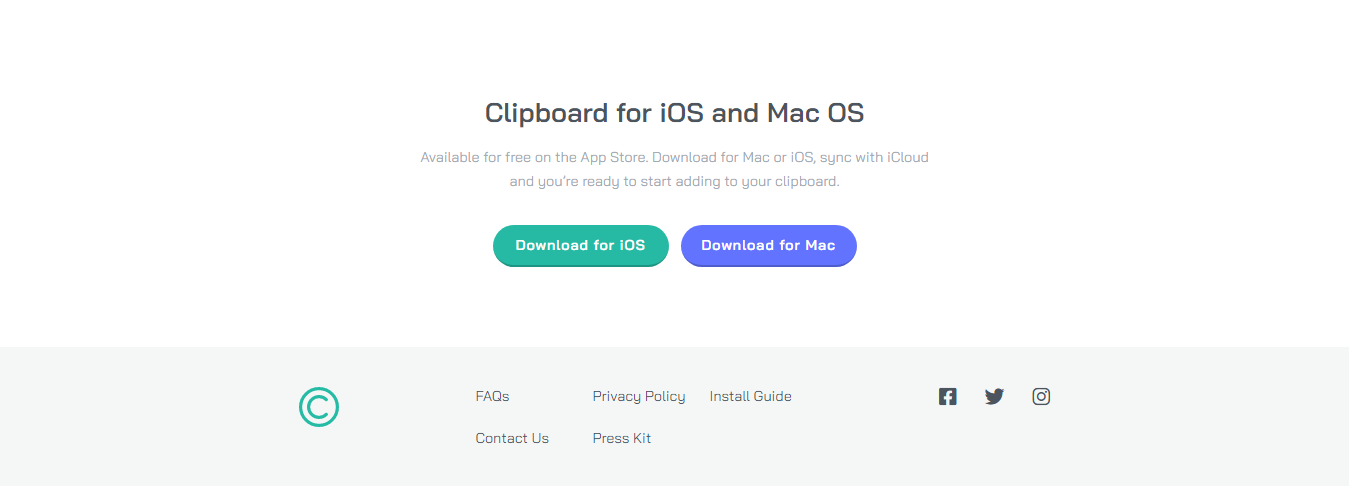 Clipboard for iOS and Mac OS
Available for free on the App Store. Download for Mac or iOS, sync with iCloud
and you’re ready to start adding to your clipboard.
Download for iOS
Download for Mac
FAQs
Privacy Policy
Install Guide
Contact Us
Press Kit